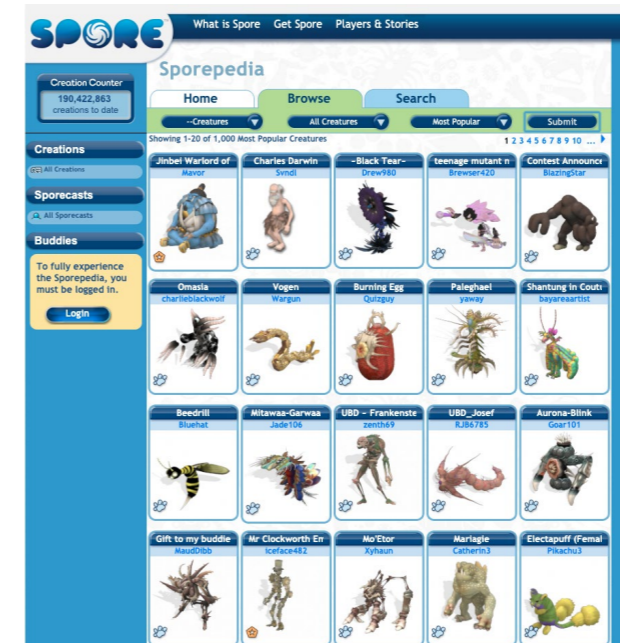 SPORE
What is Spore Get Spore Players & Stories
Sporepedia
Creation Counter
190,422,863
creations to date
Home Browse Search
--Creatures All Creatures Most Popular Submit
Showing 1-20 of 1,000 Most Popular Creatures
1 2 3 4 5 6 7 8 9 10 ...
Creations
All Creations
Sporecasts
All Sporecasts
Buddies
To fully experience
the Sporepedia, you
must be logged in.
Login
Jinbei Warlord of Charles Darwin ~Black Tear~ teenage mutant n Contest Announce
Mavor Svndl Drew980 Brewser420 BlazingStar
Omasia Vogen Burning Egg Paleghael Shantung in Coutu
charlieblackwolf Wargun Quizguy yaway bayareaartist
Beedrill Mitawaa-Garwaa UBD - Frankenste UBD_Josef Aurona-Blink
Bluehat Jade106 zenth69 RJB6785 Goar101
Gift to my buddie Mr Clockworth En Mo'Etor Mariagle Electapuff (Femal
MaudDibb iceface482 Xyhaun Catherin3 Pikachu3